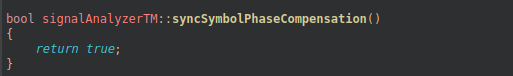 bool signalAnalyzerTM::syncSymbolPhaseCompensation()
{
    return true;
}